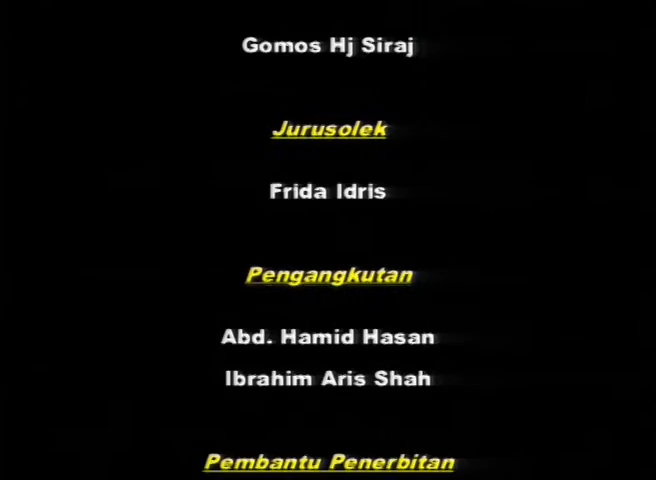 Gomos Hj Siraj
Jurusolek
Frida Idris
Pengangkutan
Abd. Hamid Hasan
Ibrahim Aris Shah
Pembantu Penerbitan